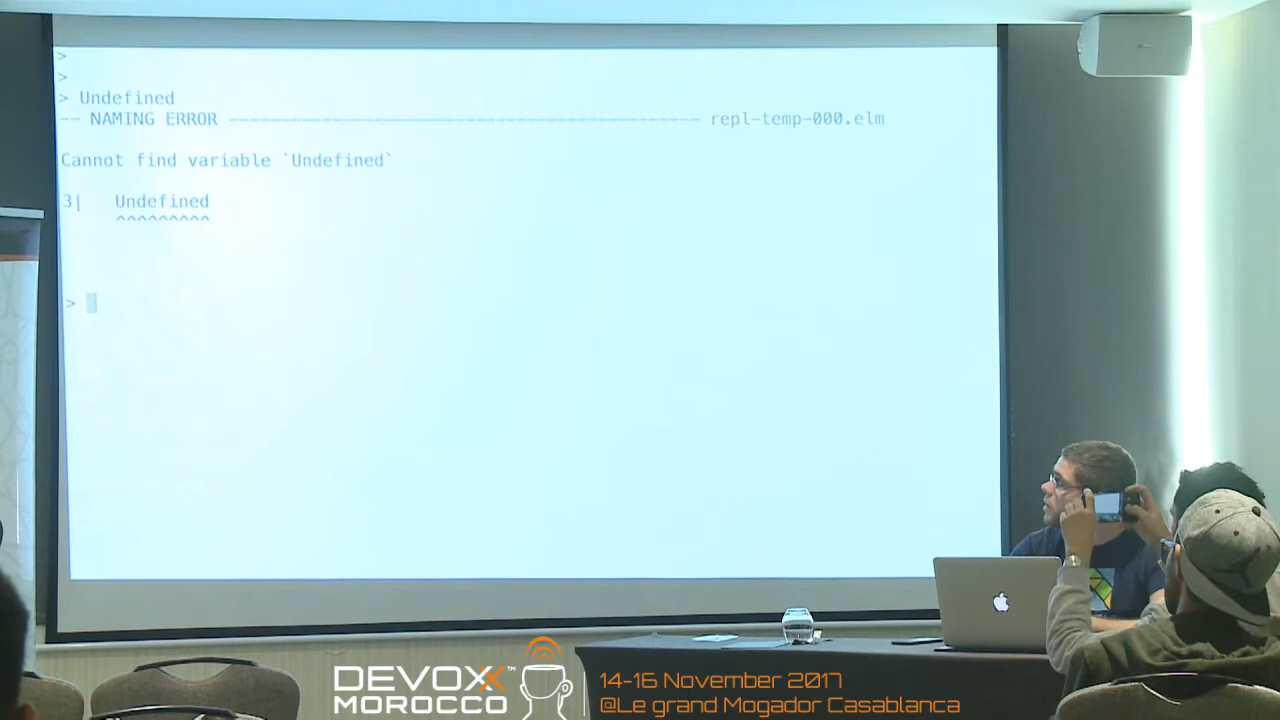 >
>
> Undefined
-- NAMING ERROR --------------------------------------------- repl-temp-000.elm
Cannot find variable `Undefined`
3|   Undefined
     ^^^^^^^^^
>
DEVOXX™
MOROCCO
14-16 November 2017
@Le grand Mogador Casablanca